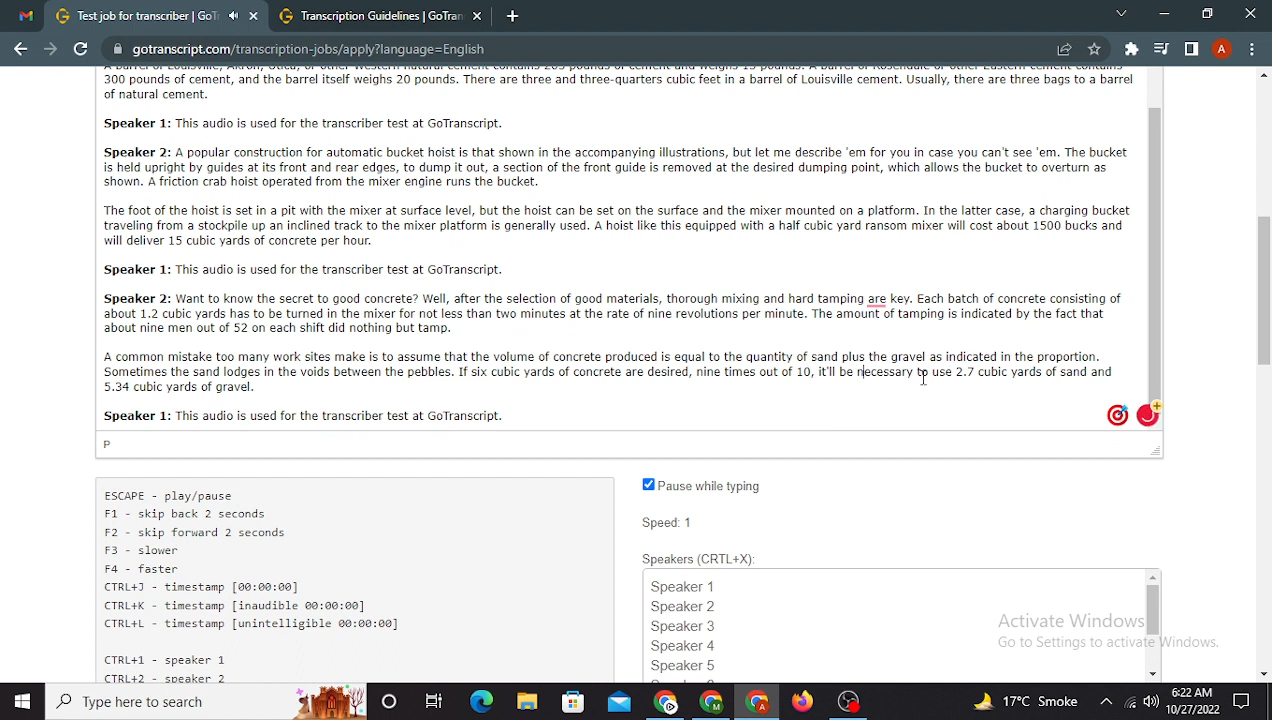 Test job for transcriber | GoTr
Transcription Guidelines | GoTran
gotranscript.com/transcription-jobs/apply?language=English
300 pounds of cement, and the barrel itself weighs 20 pounds. There are three and three-quarters cubic feet in a barrel of Louisville cement. Usually, there are three bags to a barrel
of natural cement.
Speaker 1: This audio is used for the transcriber test at GoTranscript.
Speaker 2: A popular construction for automatic bucket hoist is that shown in the accompanying illustrations, but let me describe 'em for you in case you can't see 'em. The bucket
is held upright by guides at its front and rear edges, to dump it out, a section of the front guide is removed at the desired dumping point, which allows the bucket to overturn as
shown. A friction crab hoist operated from the mixer engine runs the bucket.
The foot of the hoist is set in a pit with the mixer at surface level, but the hoist can be set on the surface and the mixer mounted on a platform. In the latter case, a charging bucket
traveling from a stockpile up an inclined track to the mixer platform is generally used. A hoist like this equipped with a half cubic yard ransom mixer will cost about 1500 bucks and
will deliver 15 cubic yards of concrete per hour.
Speaker 1: This audio is used for the transcriber test at GoTranscript.
Speaker 2: Want to know the secret to good concrete? Well, after the selection of good materials, thorough mixing and hard tamping are key. Each batch of concrete consisting of
about 1.2 cubic yards has to be turned in the mixer for not less than two minutes at the rate of nine revolutions per minute. The amount of tamping is indicated by the fact that
about nine men out of 52 on each shift did nothing but tamp.
A common mistake too many work sites make is to assume that the volume of concrete produced is equal to the quantity of sand plus the gravel as indicated in the proportion.
Sometimes the sand lodges in the voids between the pebbles. If six cubic yards of concrete are desired, nine times out of 10, it'll be necessary to use 2.7 cubic yards of sand and
5.34 cubic yards of gravel.
Speaker 1: This audio is used for the transcriber test at GoTranscript.
P
ESCAPE - play/pause
F1 - skip back 2 seconds
F2 - skip forward 2 seconds
F3 - slower
F4 - faster
CTRL+J - timestamp [00:00:00]
CTRL+K - timestamp [inaudible 00:00:00]
CTRL+L - timestamp [unintelligible 00:00:00]
CTRL+1 - speaker 1
CTRL+2 - speaker 2
Pause while typing
Speed: 1
Speakers (CRTL+X):
Speaker 1
Speaker 2
Speaker 3
Speaker 4
Speaker 5
Activate Windows
Go to Settings to activate Windows.
Type here to search
17°C Smoke
6:22 AM
10/27/2022